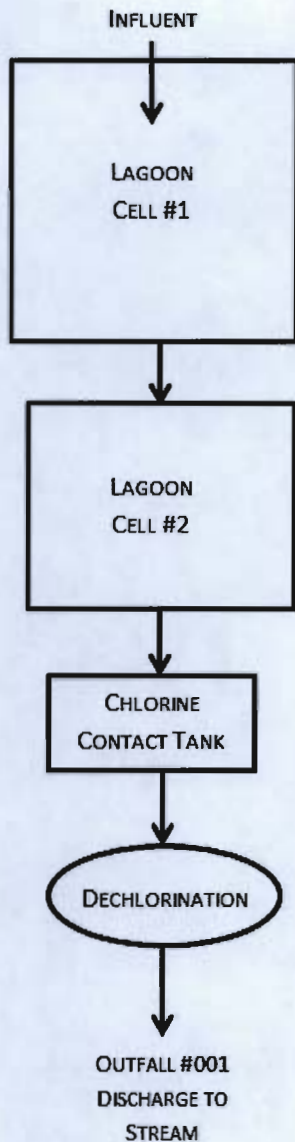 INFLUENT
LAGOON
CELL #1
LAGOON
CELL #2
CHLORINE
CONTACT TANK
DECHLORINATION
OUTFALL #001
DISCHARGE TO
STREAM